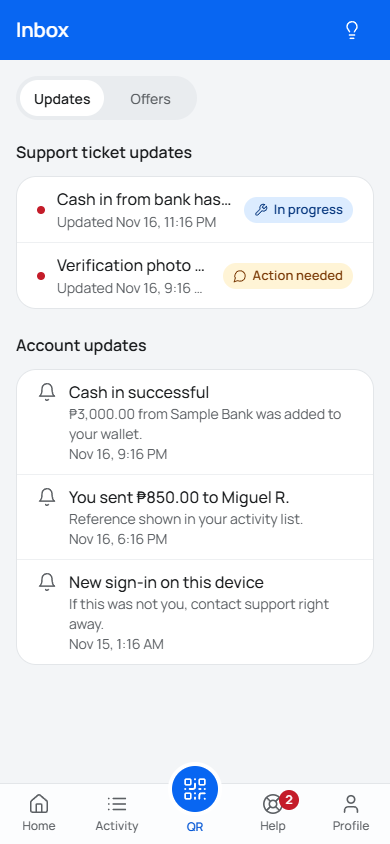 Inbox
Updates
Offers
Support ticket updates
Cash in from bank has...
Updated Nov 16, 11:16 PM
In progress
Verification photo ...
Updated Nov 16, 9:16 ...
Action needed
Account updates
Cash in successful
₱3,000.00 from Sample Bank was added to
your wallet.
Nov 16, 9:16 PM
You sent ₱850.00 to Miguel R.
Reference shown in your activity list.
Nov 16, 6:16 PM
New sign-in on this device
If this was not you, contact support right
away.
Nov 15, 1:16 AM
Home
Activity
QR
2
Help
Profile